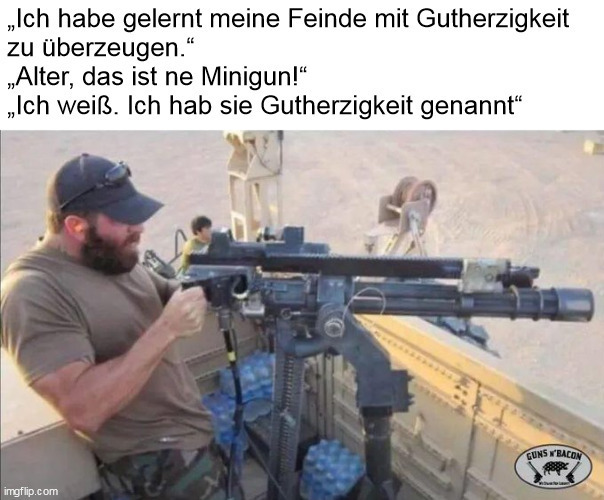 „Ich habe gelernt meine Feinde mit Gutherzigkeit
zu überzeugen.“
„Alter, das ist ne Minigun!“
„Ich weiß. Ich hab sie Gutherzigkeit genannt“
GUNS N' BACON
imgflip.com